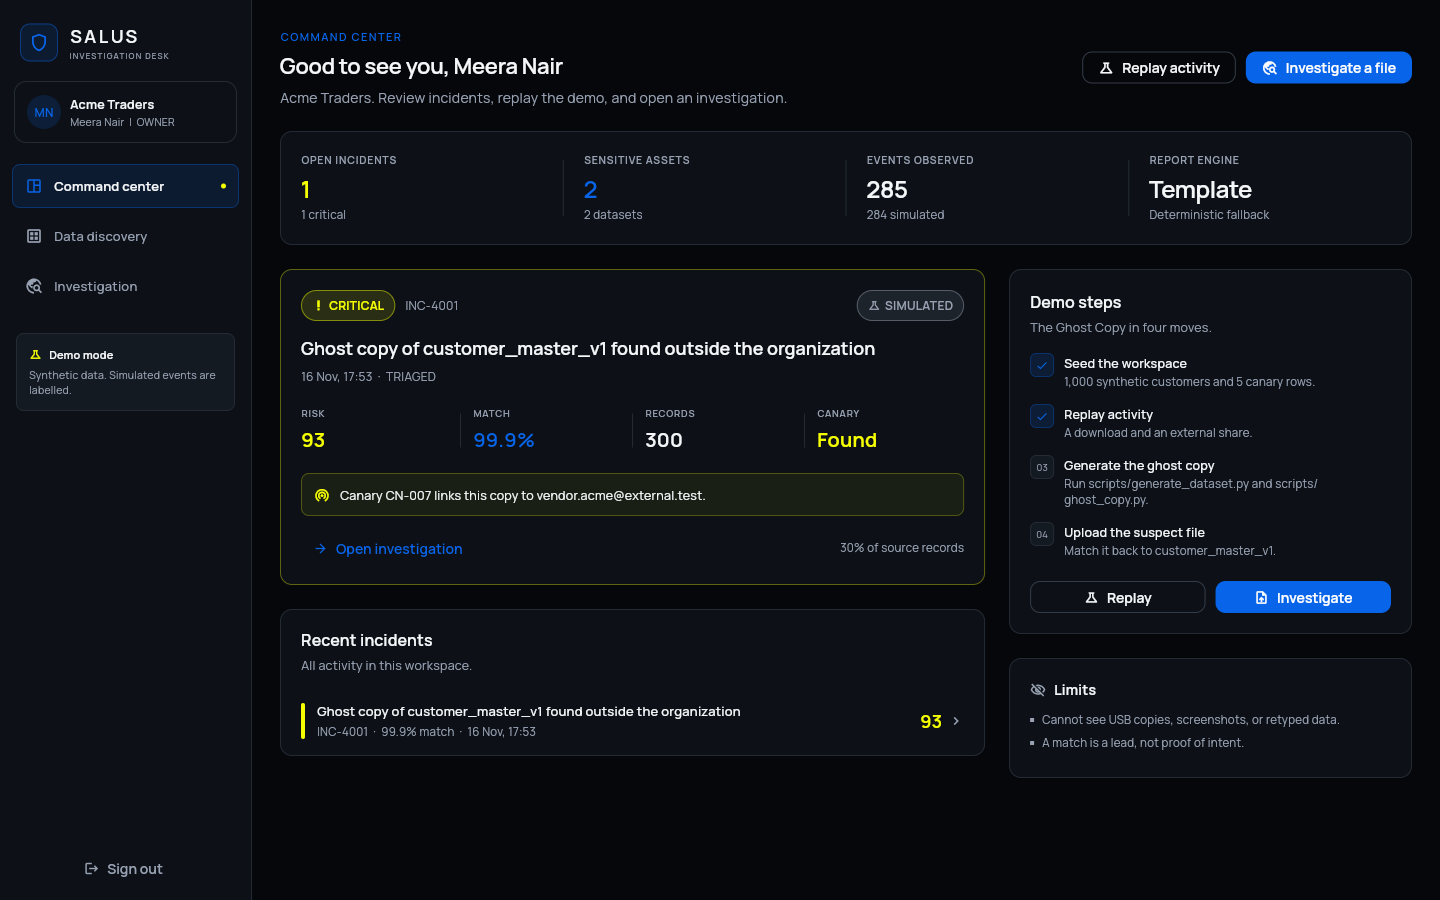 SALUS
INVESTIGATION DESK
MN
Acme Traders
Meera Nair | OWNER
Command center
Data discovery
Investigation
Demo mode
Synthetic data. Simulated events are
labelled.
Sign out
COMMAND CENTER
Good to see you, Meera Nair
Acme Traders. Review incidents, replay the demo, and open an investigation.
Replay activity
Investigate a file
OPEN INCIDENTS
1
1 critical
SENSITIVE ASSETS
2
2 datasets
EVENTS OBSERVED
285
284 simulated
REPORT ENGINE
Template
Deterministic fallback
CRITICAL
INC-4001
SIMULATED
Ghost copy of customer_master_v1 found outside the organization
16 Nov, 17:53 · TRIAGED
RISK
93
MATCH
99.9%
RECORDS
300
CANARY
Found
Canary CN-007 links this copy to vendor.acme@external.test.
Open investigation
30% of source records
Recent incidents
All activity in this workspace.
Ghost copy of customer_master_v1 found outside the organization
INC-4001 · 99.9% match · 16 Nov, 17:53
93
Demo steps
The Ghost Copy in four moves.
Seed the workspace
1,000 synthetic customers and 5 canary rows.
Replay activity
A download and an external share.
03
Generate the ghost copy
Run scripts/generate_dataset.py and scripts/
ghost_copy.py.
04
Upload the suspect file
Match it back to customer_master_v1.
Replay
Investigate
Limits
Cannot see USB copies, screenshots, or retyped data.
A match is a lead, not proof of intent.